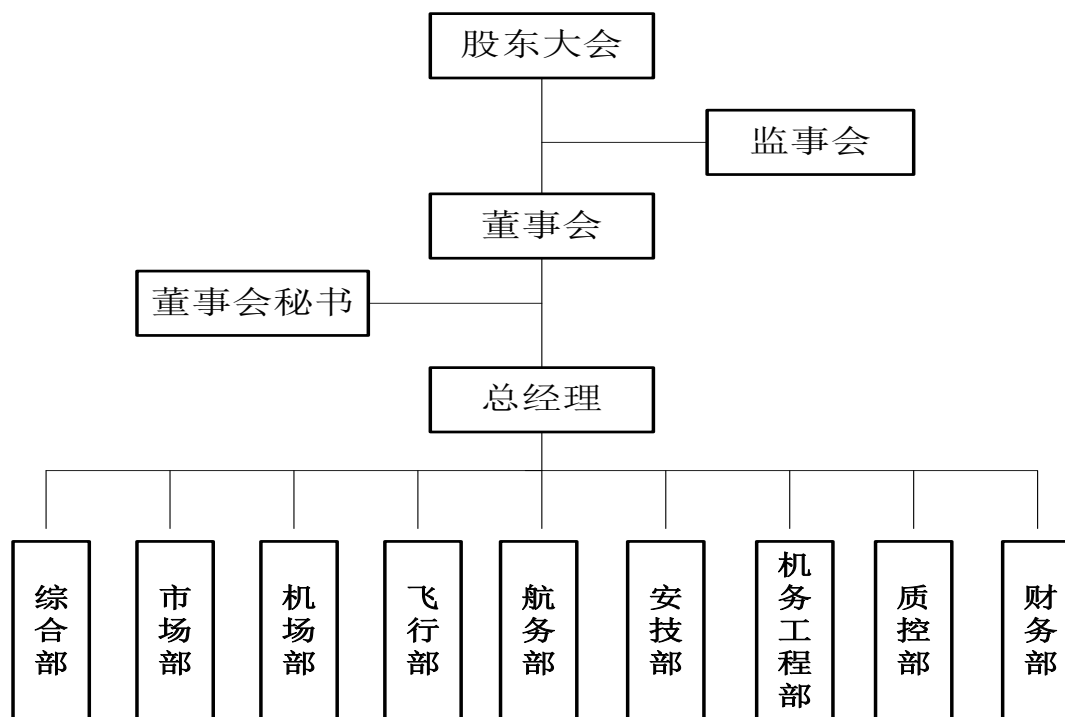 股东大会
监事会
董事会
董事会秘书
总经理
综合部
市场部
机场部
飞行部
航务部
安技部
机务工程部
质控部
财务部